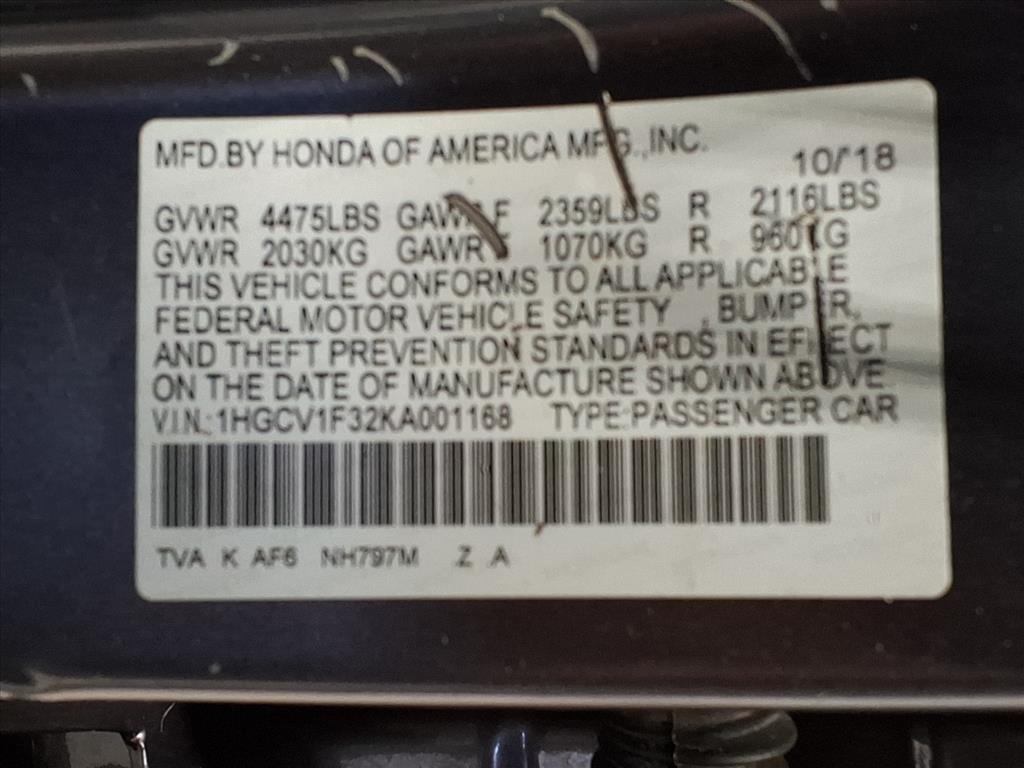 MFD.BY HONDA OF AMERICA MFG.,INC. 10/'18
GVWR 4475LBS GAWR F 2359LBS R 2116LBS
GVWR 2030KG GAWR F 1070KG R 960KG
THIS VEHICLE CONFORMS TO ALL APPLICABLE
FEDERAL MOTOR VEHICLE SAFETY , BUMPER,
AND THEFT PREVENTION STANDARDS IN EFFECT
ON THE DATE OF MANUFACTURE SHOWN ABOVE.
V.I.N.:1HGCV1F32KA001168 TYPE:PASSENGER CAR
TVA K AF6 NH797M Z A